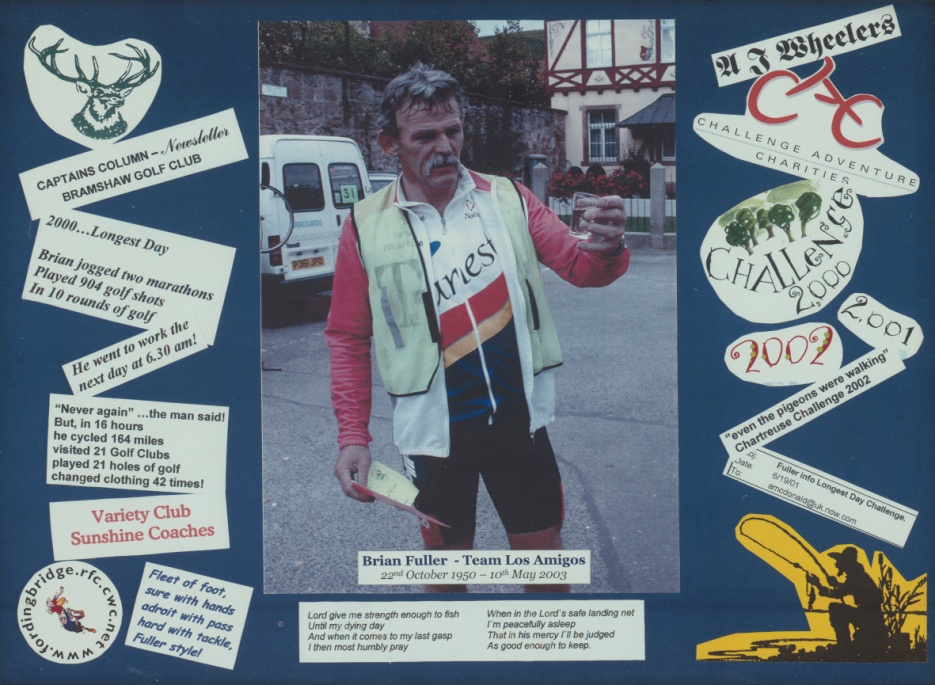 CAPTAINS COLUMN – Newsletter
BRAMSHAW GOLF CLUB
2000...Longest Day
Brian jogged two marathons
Played 904 golf shots
In 10 rounds of golf
He went to work the
next day at 6.30 am!
"Never again" ...the man said!
But, in 16 hours
he cycled 164 miles
visited 21 Golf Clubs
played 21 holes of golf
changed clothing 42 times!
Variety Club
Sunshine Coaches
www.fordingbridge.rfc.cwc.net
Fleet of foot,
sure with hands
adroit with pass
hard with tackle,
Fuller style!
31
P361JPO
Brian Fuller - Team Los Amigos
22nd October 1950 – 10th May 2003
Lord give me strength enough to fish
Until my dying day
And when it comes to my last gasp
I then most humbly pray
When in the Lord`s safe landing net
I`m peacefully asleep
That in his mercy I`ll be judged
As good enough to keep.
A J Wheelers
CHALLENGE ADVENTURE
CHARITIES
CHALLENGE
2,000
2,001
2002
"even the pigeons were walking"
Chartreuse Challenge 2002
Fuller info Longest Day Challenge.
Date: 6/19/01
To: amcdonald@uk.now.com